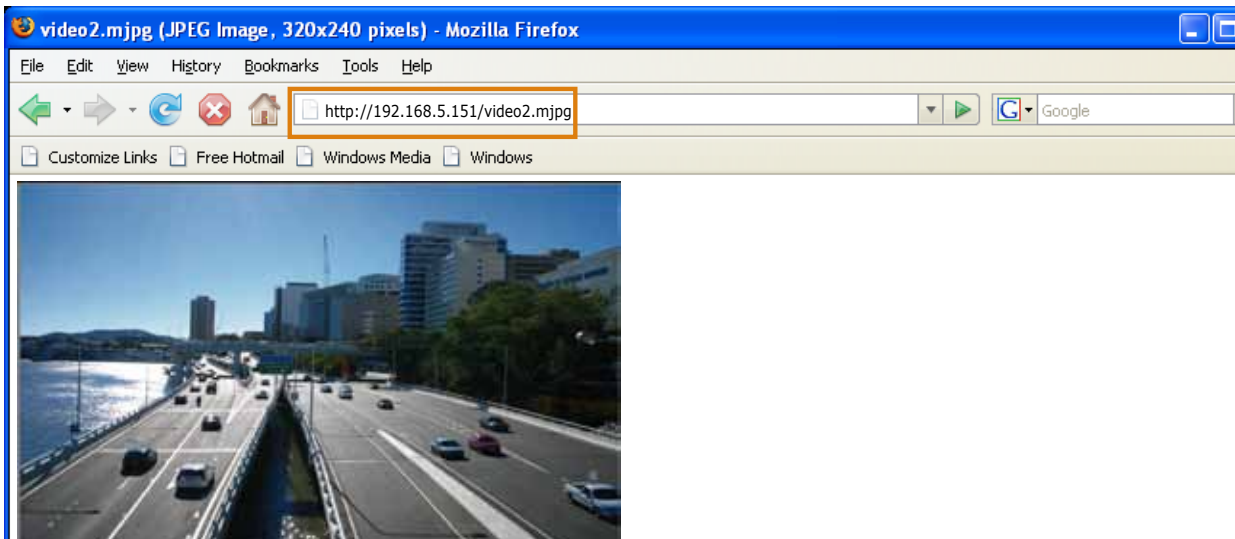 video2.mjpg (JPEG Image, 320x240 pixels) - Mozilla Firefox
File Edit View History Bookmarks Tools Help
http://192.168.5.151/video2.mjpg G Google
Customize Links Free Hotmail Windows Media Windows